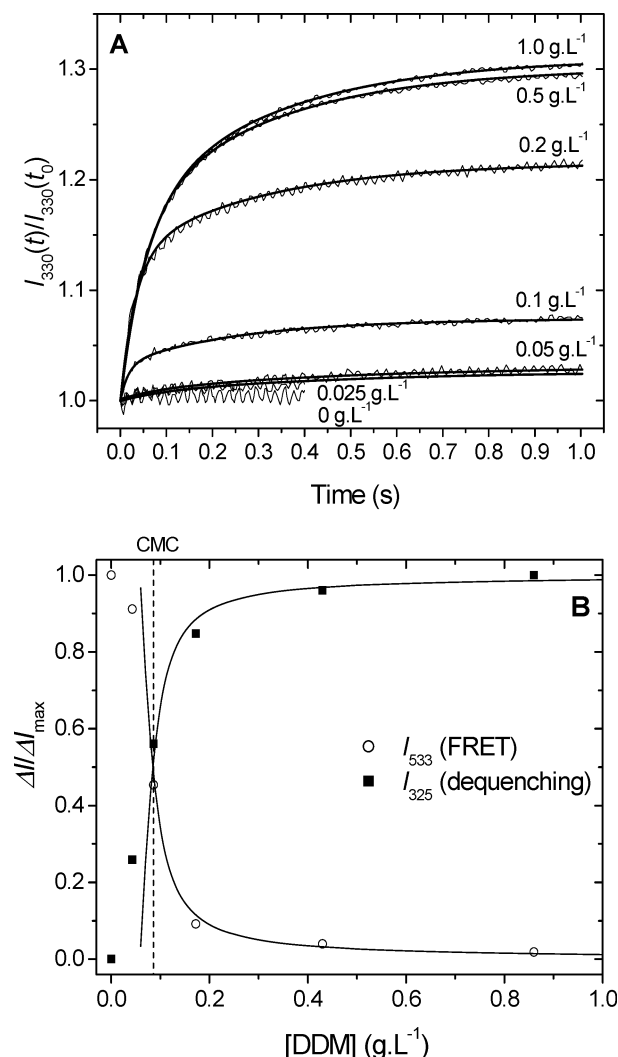 A
1.0 g.L⁻¹
0.5 g.L⁻¹
0.2 g.L⁻¹
0.1 g.L⁻¹
0.05 g.L⁻¹
0.025 g.L⁻¹
0 g.L⁻¹
1.3
1.2
1.1
1.0
I₃₃₀(t)/I₃₃₀(t₀)
0.0 0.1 0.2 0.3 0.4 0.5 0.6 0.7 0.8 0.9 1.0
Time (s)
CMC
B
1.0
0.8
0.6
0.4
0.2
0.0
ΔI/ΔImax
I₅₃₃ (FRET)
I₃₂₅ (dequenching)
0.0 0.2 0.4 0.6 0.8 1.0
[DDM] (g.L⁻¹)